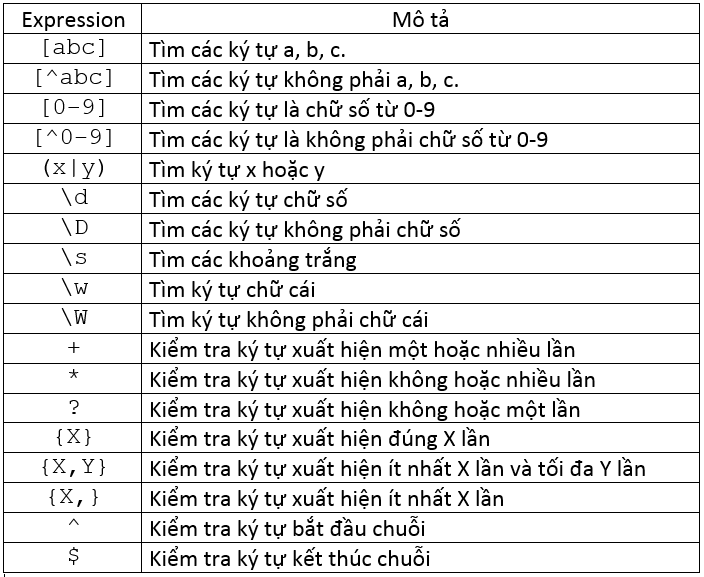 Expression Mô tả
[abc] Tìm các ký tự a, b, c.
[^abc] Tìm các ký tự không phải a, b, c.
[0-9] Tìm các ký tự là chữ số từ 0-9
[^0-9] Tìm các ký tự là không phải chữ số từ 0-9
(x|y) Tìm ký tự x hoặc y
\d Tìm các ký tự chữ số
\D Tìm các ký tự không phải chữ số
\s Tìm các khoảng trắng
\w Tìm ký tự chữ cái
\W Tìm ký tự không phải chữ cái
+ Kiểm tra ký tự xuất hiện một hoặc nhiều lần
* Kiểm tra ký tự xuất hiện không hoặc nhiều lần
? Kiểm tra ký tự xuất hiện không hoặc một lần
{X} Kiểm tra ký tự xuất hiện đúng X lần
{X,Y} Kiểm tra ký tự xuất hiện ít nhất X lần và tối đa Y lần
{X,} Kiểm tra ký tự xuất hiện ít nhất X lần
^ Kiểm tra ký tự bắt đầu chuỗi
$ Kiểm tra ký tự kết thúc chuỗi